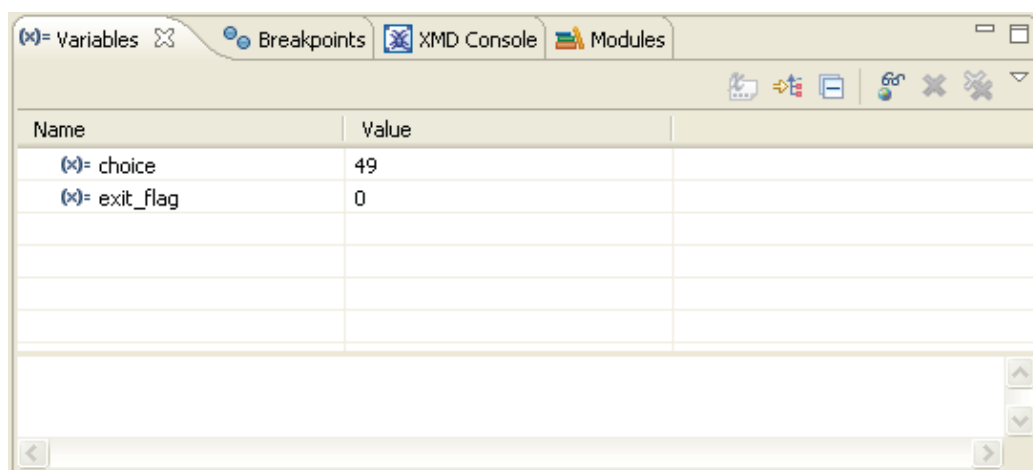 (x)= Variables Breakpoints XMD Console Modules
Name Value
(x)= choice 49
(x)= exit_flag 0